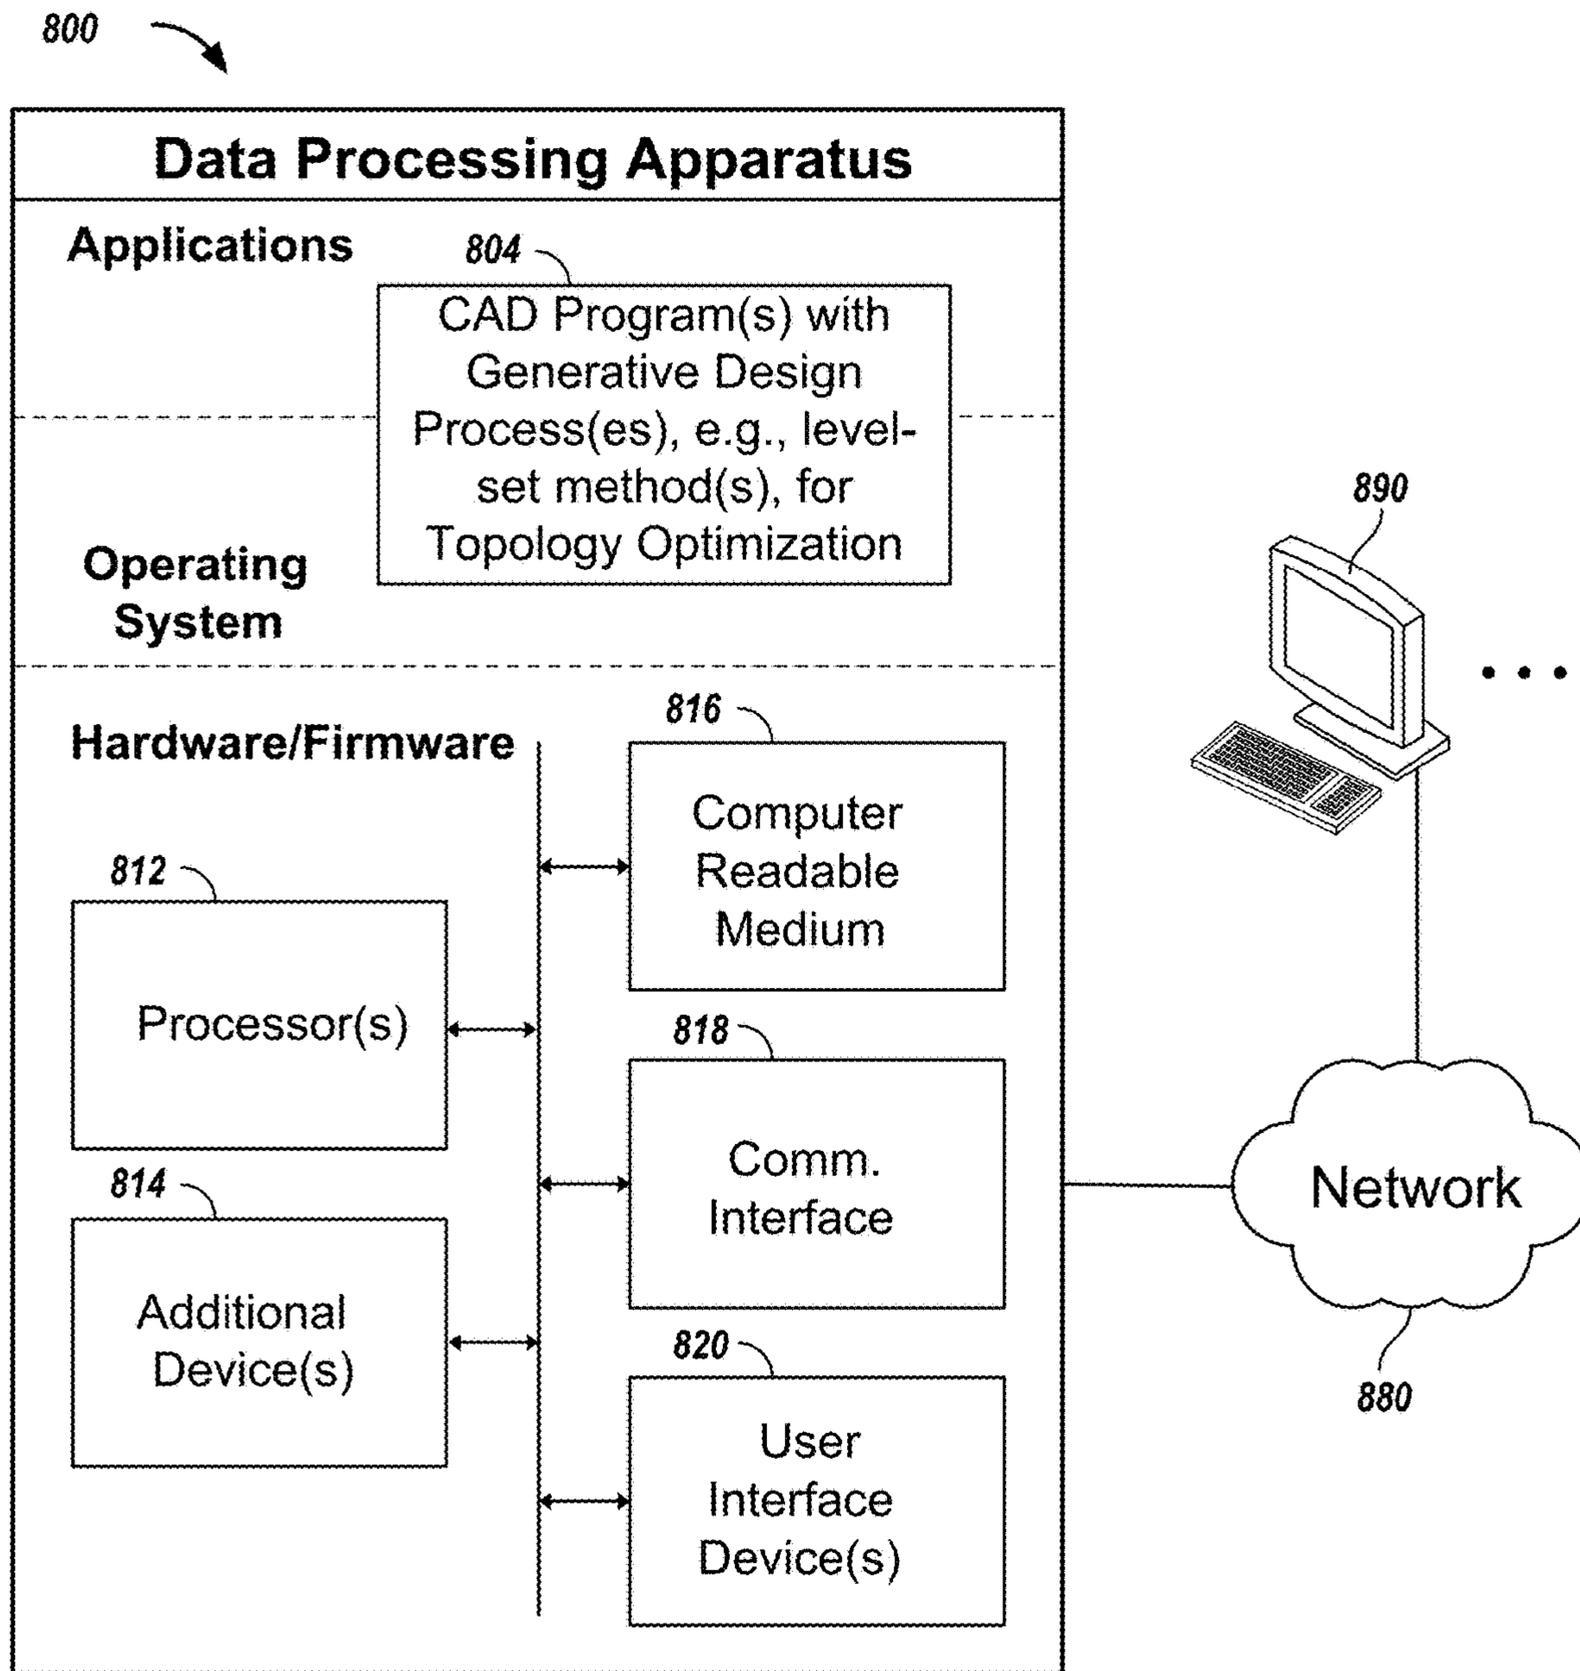 800
Data Processing Apparatus
Applications
804
CAD Program(s) with
Generative Design
Process(es), e.g., level-
set method(s), for
Topology Optimization
Operating
System
Hardware/Firmware
816
Computer
Readable
Medium
812
Processor(s)
818
Comm.
Interface
814
Additional
Device(s)
820
User
Interface
Device(s)
890
Network
880